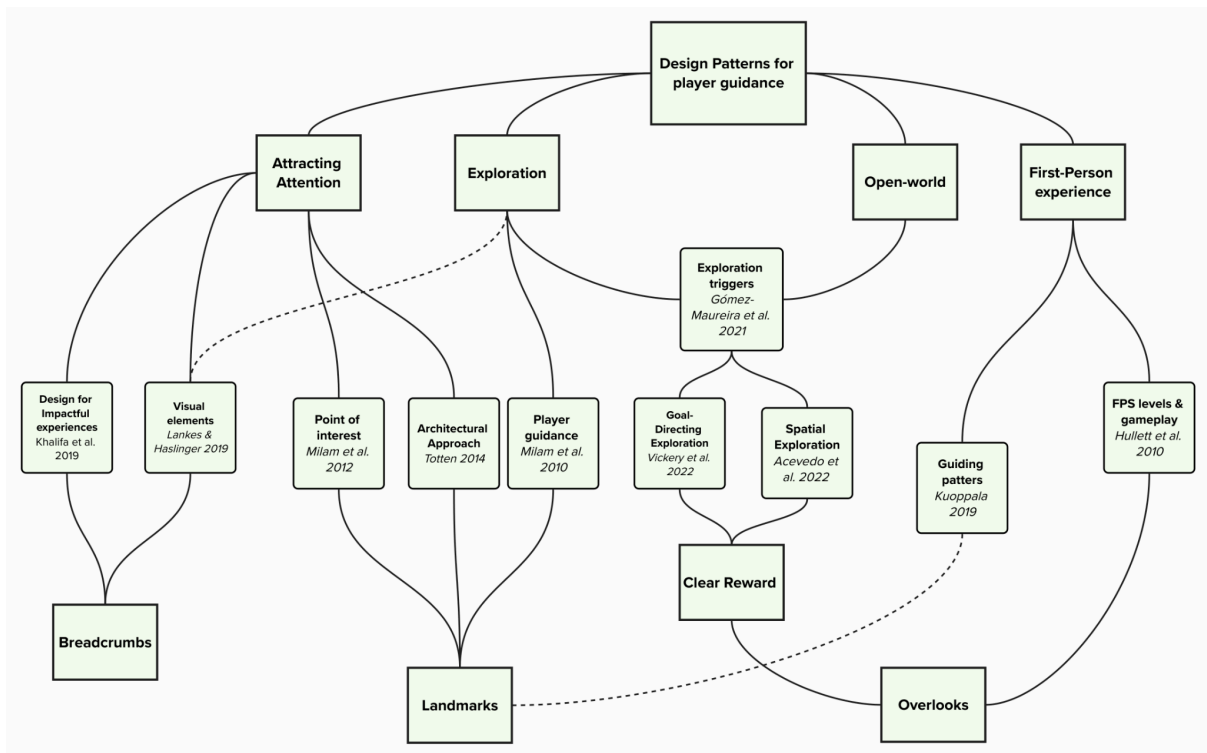 Design Patterns for
player guidance
Attracting
Attention
Exploration
Open-world
First-Person
experience
Exploration
triggers
Gómez-
Maureira et al.
2021
Design for
Impactful
experiences
Khalifa et al.
2019
Visual
elements
Lankes &
Haslinger 2019
Point of
interest
Milam et al.
2012
Architectural
Approach
Totten 2014
Player
guidance
Milam et al.
2010
Goal-
Directing
Exploration
Vickery et al.
2022
Spatial
Exploration
Acevedo et
al. 2022
Guiding
patters
Kuoppala
2019
FPS levels &
gameplay
Hullett et al.
2010
Clear Reward
Breadcrumbs
Landmarks
Overlooks